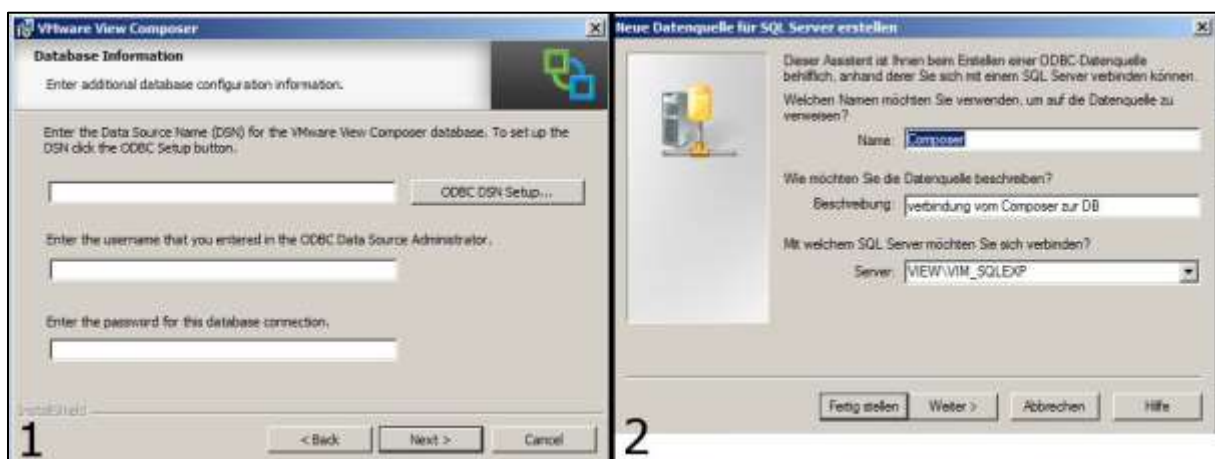 VMware View Composer
Database Information
Enter additional database configuration information.
Enter the Data Source Name (DSN) for the VMware View Composer database. To set up the
DSN click the ODBC Setup button.
ODBC DSN Setup...
Enter the username that you entered in the ODBC Data Source Administrator.
Enter the password for this database connection.
InstallShield
< Back
Next >
Cancel
1
Neue Datenquelle für SQL Server erstellen
Dieser Assistent ist Ihnen beim Erstellen einer ODBC-Datenquelle
behilflich, anhand derer Sie sich mit einem SQL Server verbinden können.
Welchen Namen möchten Sie verwenden, um auf die Datenquelle zu
verweisen?
Name: Composer
Wie möchten Sie die Datenquelle beschreiben?
Beschreibung: verbindung vom Composer zur DB
Mit welchem SQL Server möchten Sie sich verbinden?
Server: VIEW\VIM_SQLEXP
Fertig stellen
Weiter >
Abbrechen
Hilfe
2